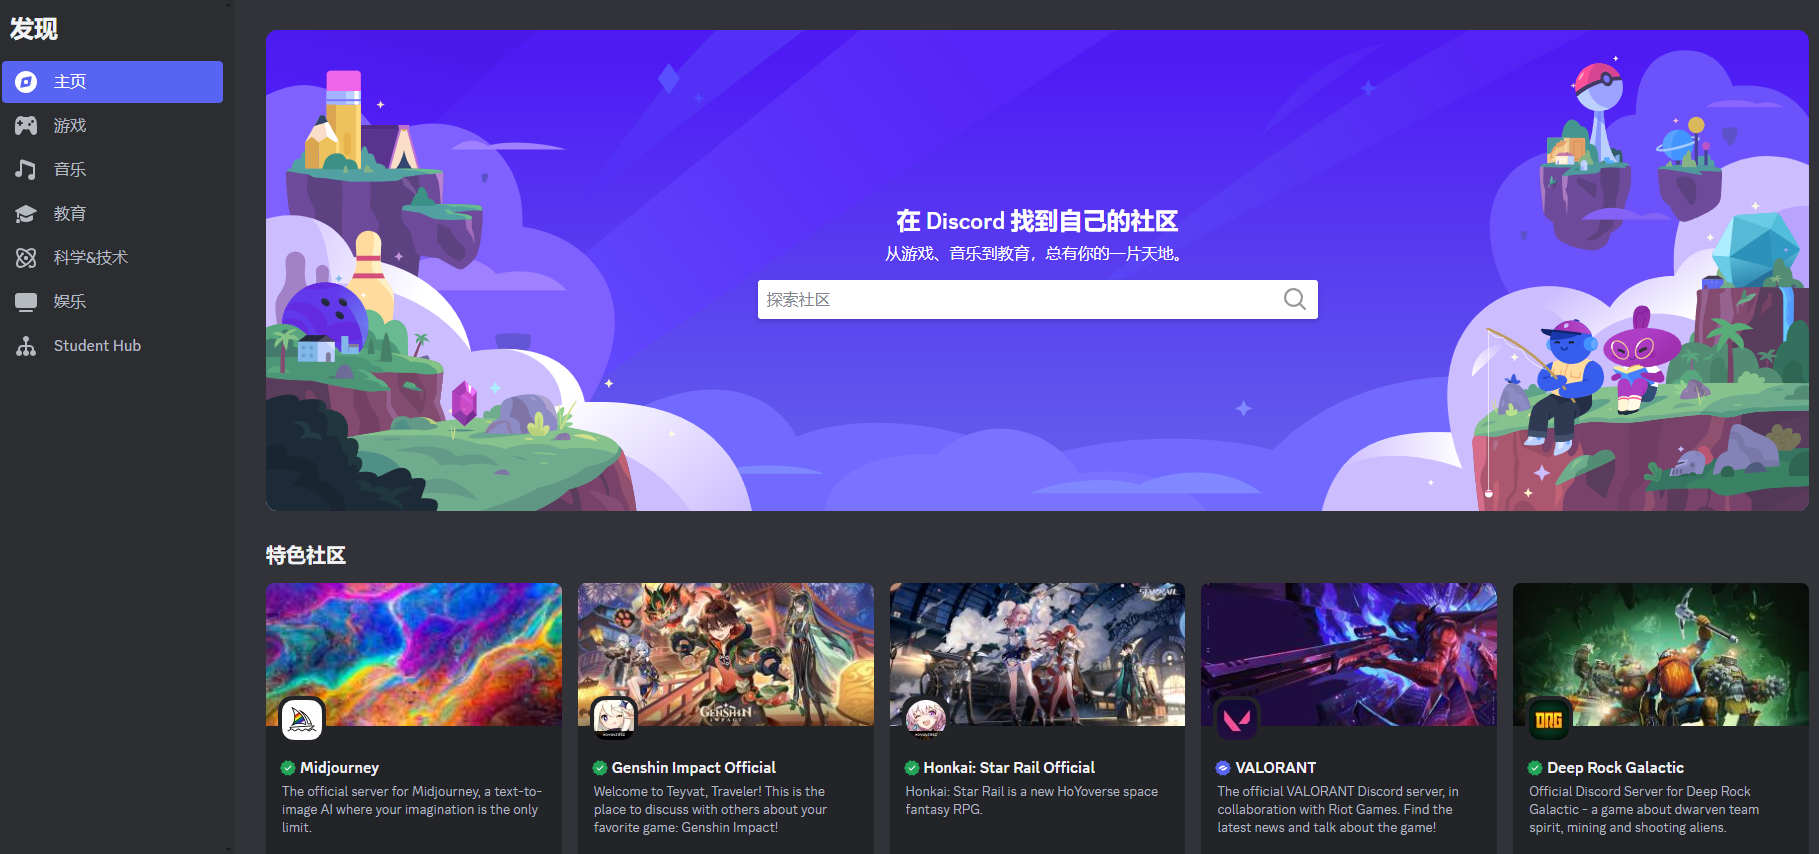 发现
主页
游戏
音乐
教育
科学&技术
娱乐
Student Hub
在 Discord 找到自己的社区
从游戏、音乐到教育，总有你的一片天地。
探索社区
特色社区
GENSHIN
IMPACT
STAR RAIL
HOYOVERSE
HOYOVERSE
DRG
Midjourney
The official server for Midjourney, a text-to-
image AI where your imagination is the only
limit.
Genshin Impact Official
Welcome to Teyvat, Traveler! This is the
place to discuss with others about your
favorite game: Genshin Impact!
Honkai: Star Rail Official
Honkai: Star Rail is a new HoYoverse space
fantasy RPG.
VALORANT
The official VALORANT Discord server, in
collaboration with Riot Games. Find the
latest news and talk about the game!
Deep Rock Galactic
Official Discord Server for Deep Rock
Galactic - a game about dwarven team
spirit, mining and shooting aliens.